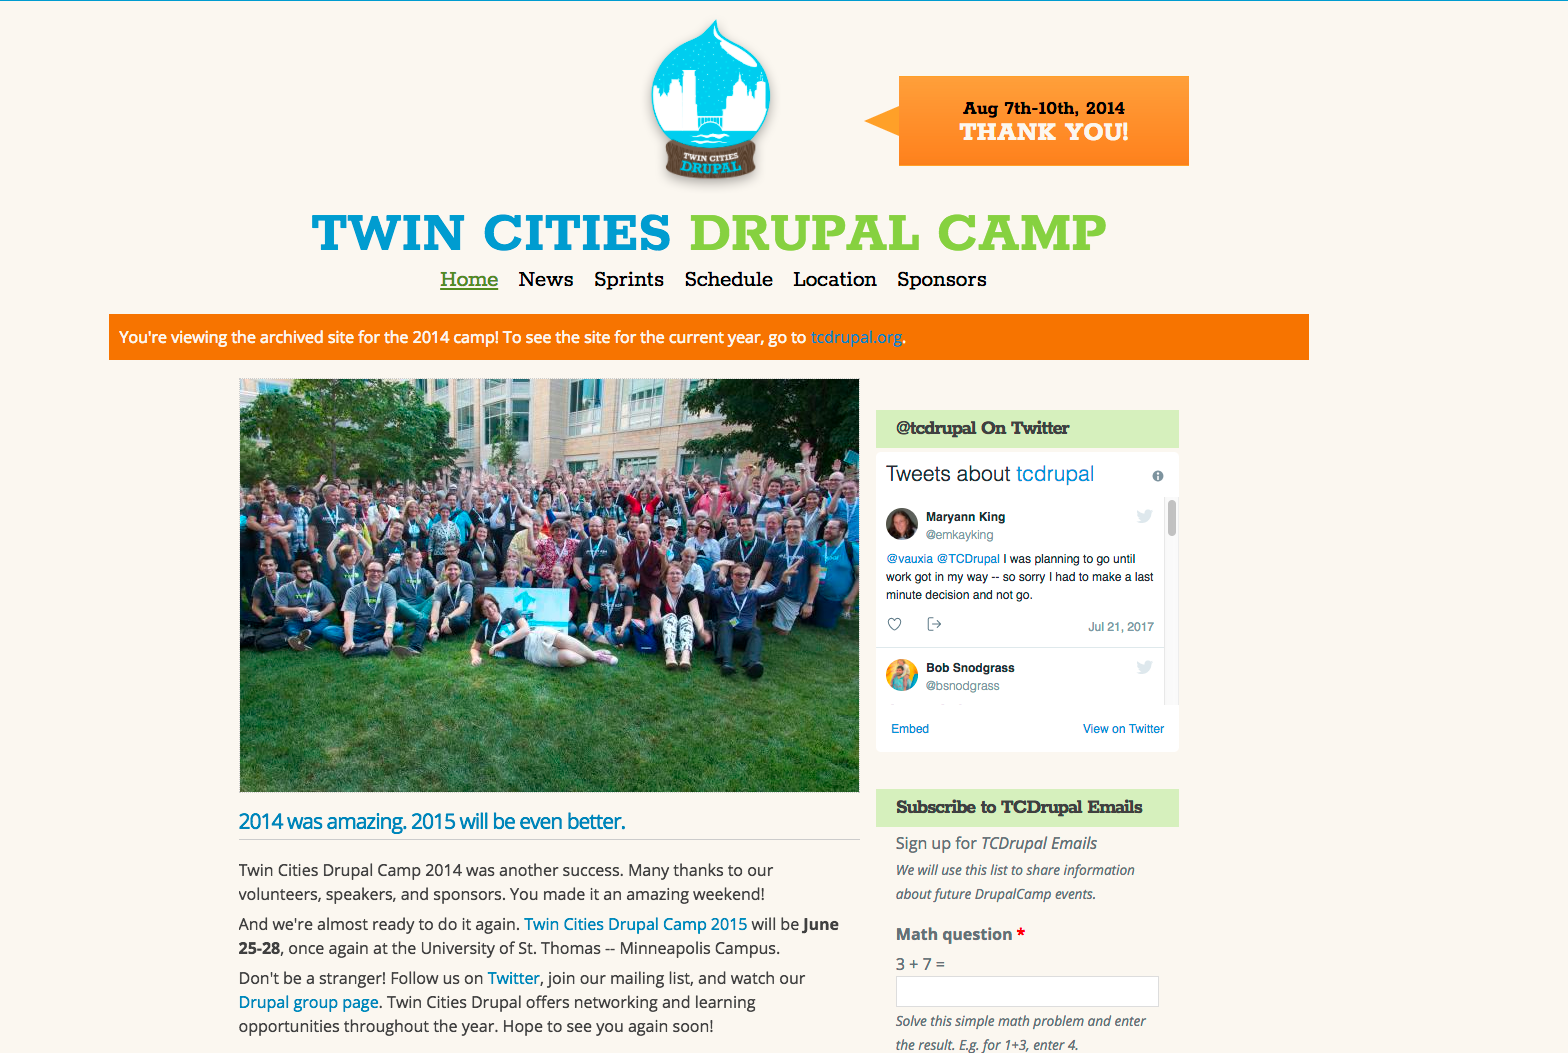 TWIN CITIES
DRUPAL
Aug 7th-10th, 2014
THANK YOU!
TWIN CITIES DRUPAL CAMP
Home News Sprints Schedule Location Sponsors
You're viewing the archived site for the 2014 camp! To see the site for the current year, go to tcdrupal.org.
2014 was amazing. 2015 will be even better.
Twin Cities Drupal Camp 2014 was another success. Many thanks to our
volunteers, speakers, and sponsors. You made it an amazing weekend!
And we're almost ready to do it again. Twin Cities Drupal Camp 2015 will be June
25-28, once again at the University of St. Thomas -- Minneapolis Campus.
Don't be a stranger! Follow us on Twitter, join our mailing list, and watch our
Drupal group page. Twin Cities Drupal offers networking and learning
opportunities throughout the year. Hope to see you again soon!
@tcdrupal On Twitter
Tweets about tcdrupal
Maryann King
@emkayking
@vauxia @TCDrupal I was planning to go until
work got in my way -- so sorry I had to make a last
minute decision and not go.
Jul 21, 2017
Bob Snodgrass
@bsnodgrass
Embed View on Twitter
Subscribe to TCDrupal Emails
Sign up for TCDrupal Emails
We will use this list to share information
about future DrupalCamp events.
Math question *
3 + 7 =
Solve this simple math problem and enter
the result. E.g. for 1+3, enter 4.